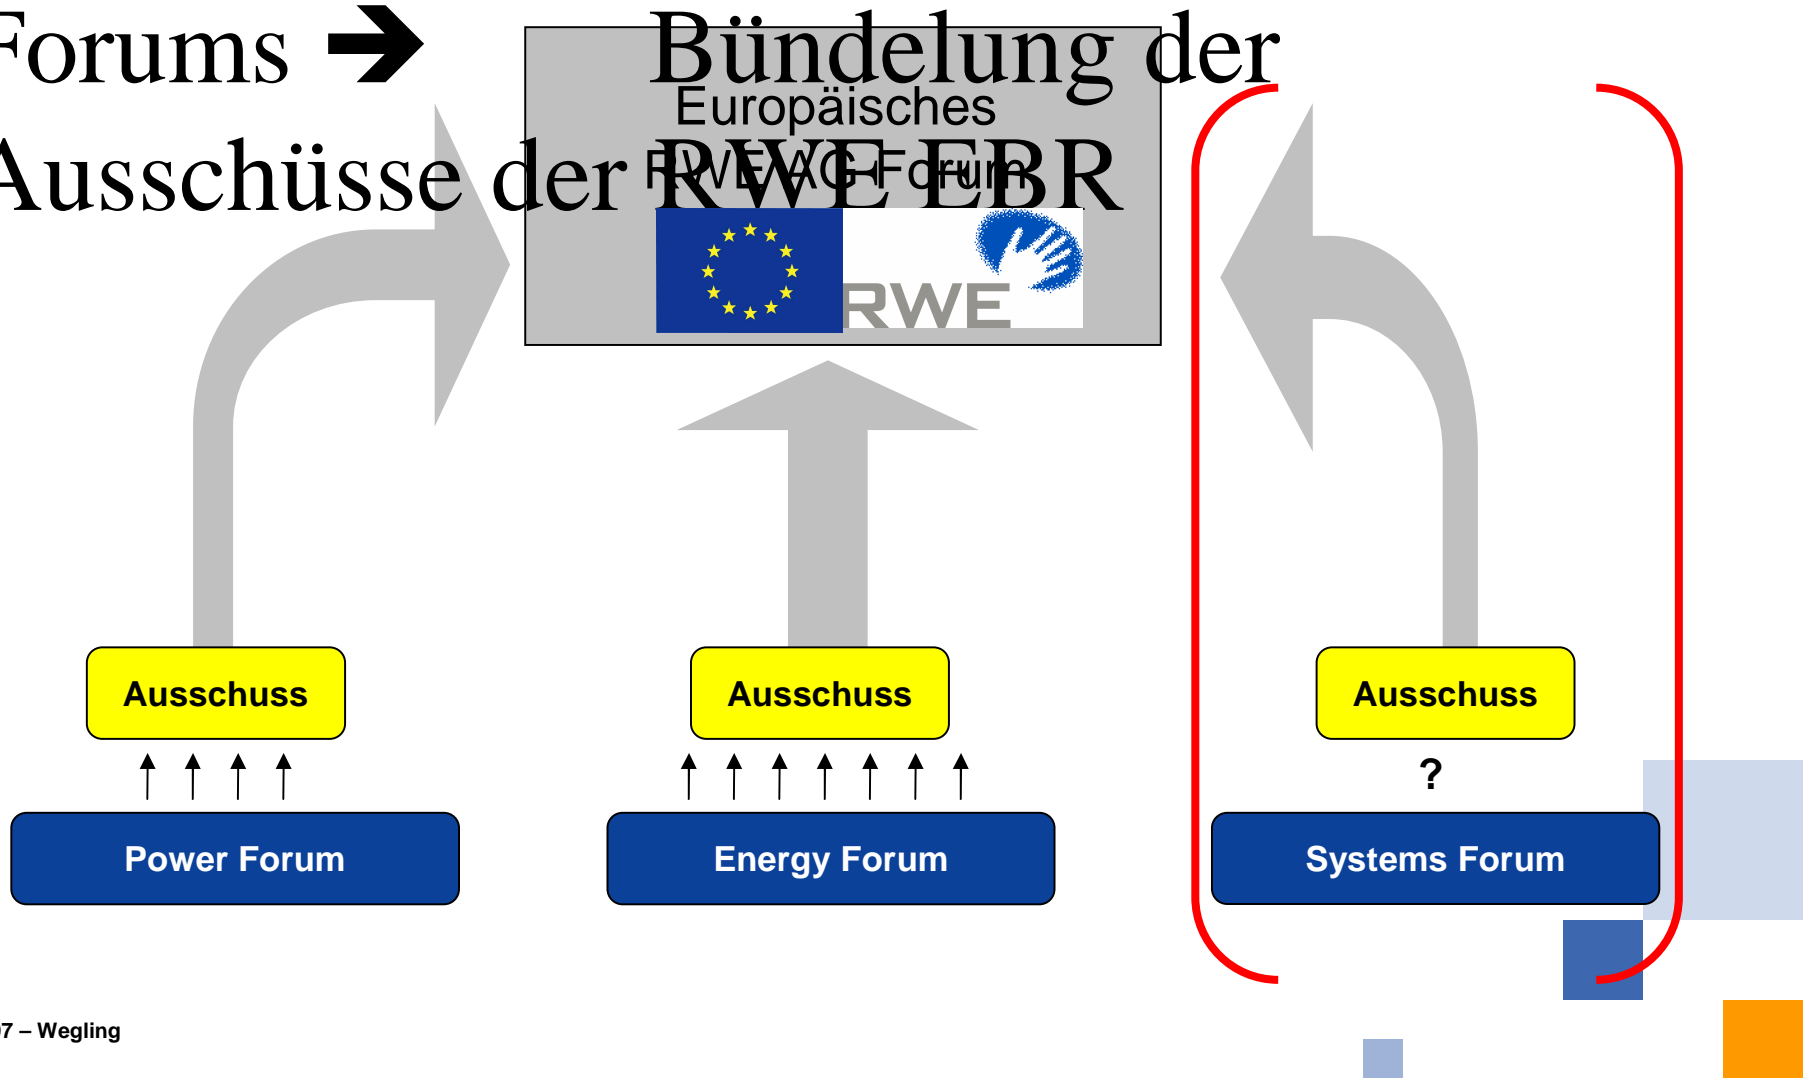 Forums ➔ Bündelung der
Ausschüsse der RWE EBR
Europäisches
RWE AG Forum
RWE
Ausschuss Ausschuss Ausschuss
?
Power Forum Energy Forum Systems Forum
7 – Wegling